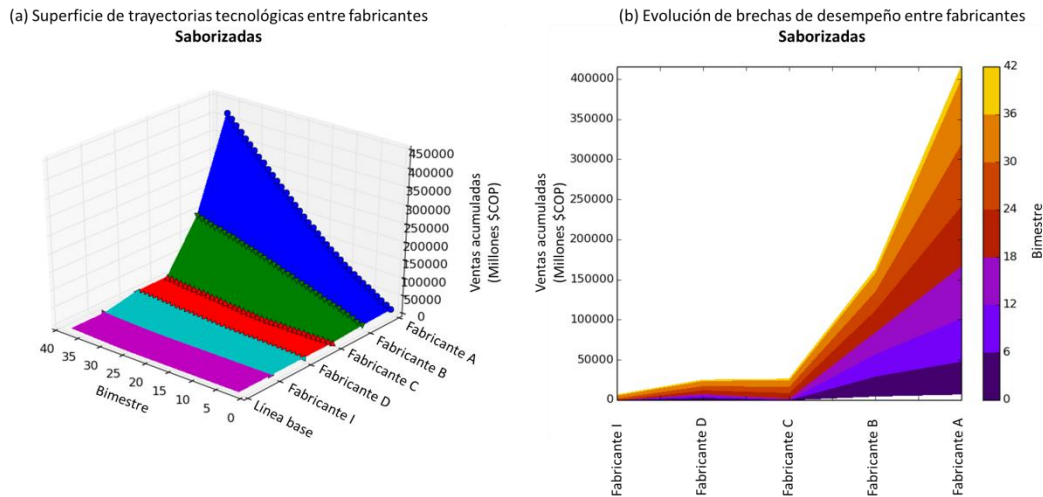 (a) Superficie de trayectorias tecnológicas entre fabricantes
Saborizadas
450000
400000
350000
300000
250000
200000
150000
100000
50000
0
Ventas acumuladas
(Millones $COP)
40
35
30
25
20
15
10
5
0
Bimestre
Línea base
Fabricante I
Fabricante D
Fabricante C
Fabricante B
Fabricante A
(b) Evolución de brechas de desempeño entre fabricantes
Saborizadas
Ventas acumuladas
(Millones $COP)
400000
350000
300000
250000
200000
150000
100000
50000
0
Fabricante I
Fabricante D
Fabricante C
Fabricante B
Fabricante A
42
36
30
24
18
12
6
0
Bimestre